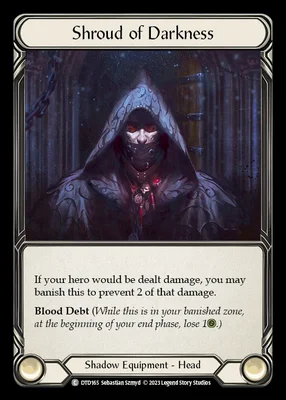 Shroud of Darkness
If your hero would be dealt damage, you may
banish this to prevent 2 of that damage.
Blood Debt (While this is in your banished zone,
at the beginning of your end phase, lose 1.)
Shadow Equipment - Head
C DTD165 Sebastian Szmyd © 2023 Legend Story Studios